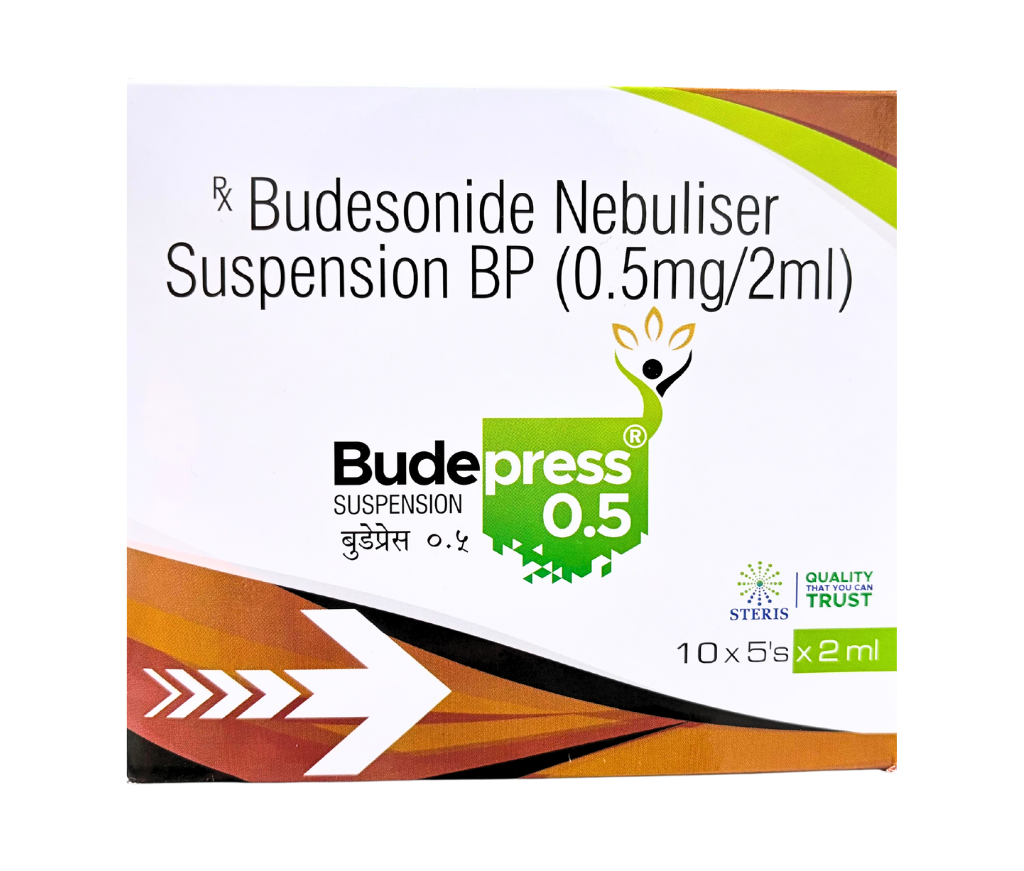 Rx Budesonide Nebuliser
Suspension BP (0.5mg/2ml)
Budepress®
SUSPENSION 0.5
बुडेप्रेस ०.५
STERIS
QUALITY
THAT YOU CAN
TRUST
10 x 5's x 2 ml